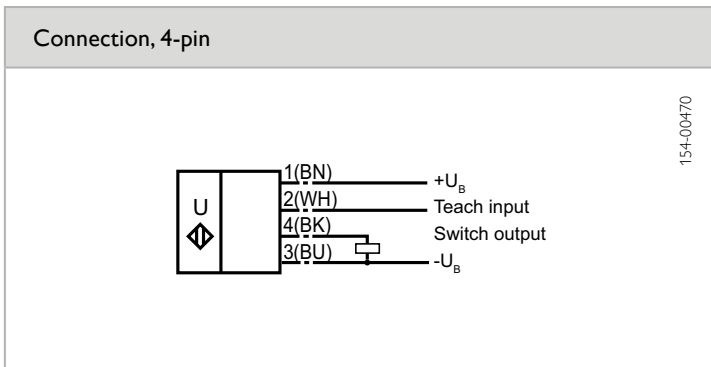 Connection, 4-pin
154-00470
U
1(BN)
+U_B
2(WH)
Teach input
4(BK)
Switch output
3(BU)
-U_B